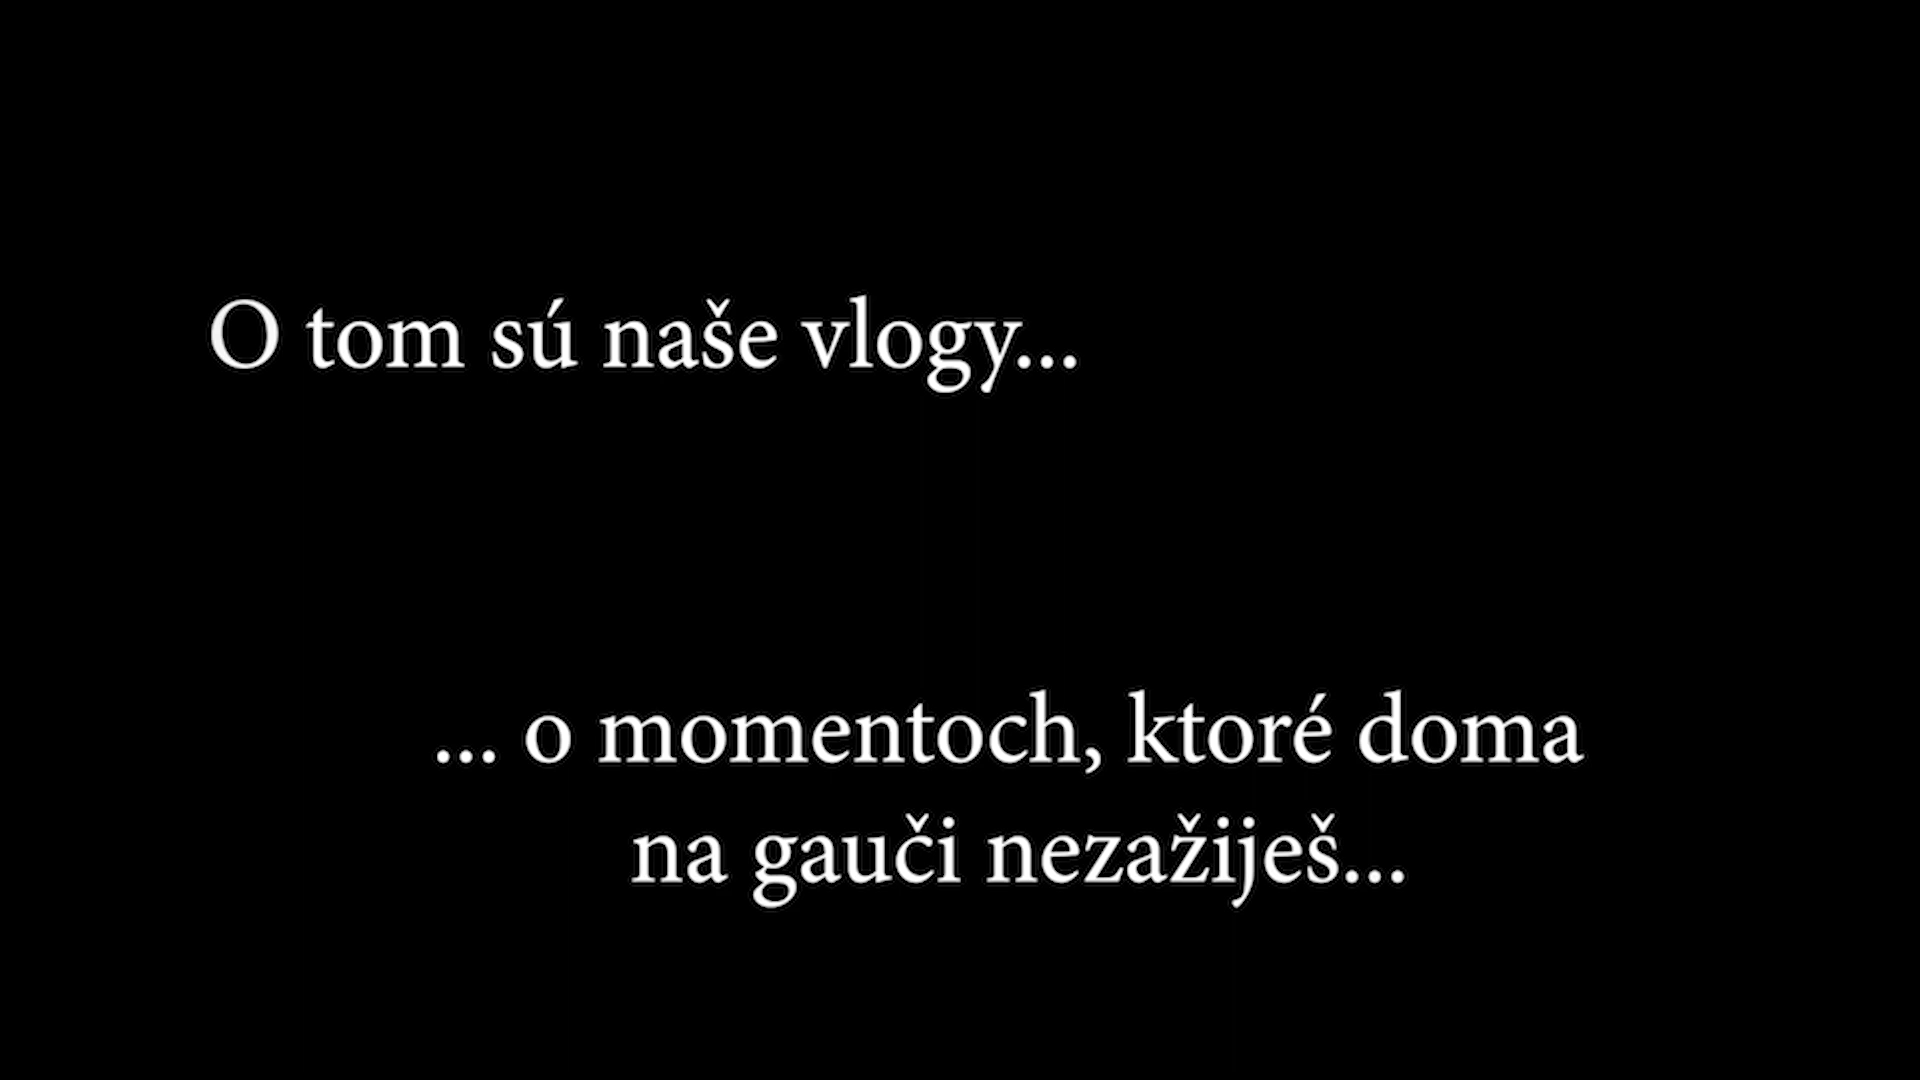 O tom sú naše vlogy...
... o momentoch, ktoré doma
na gauči nezažiješ...